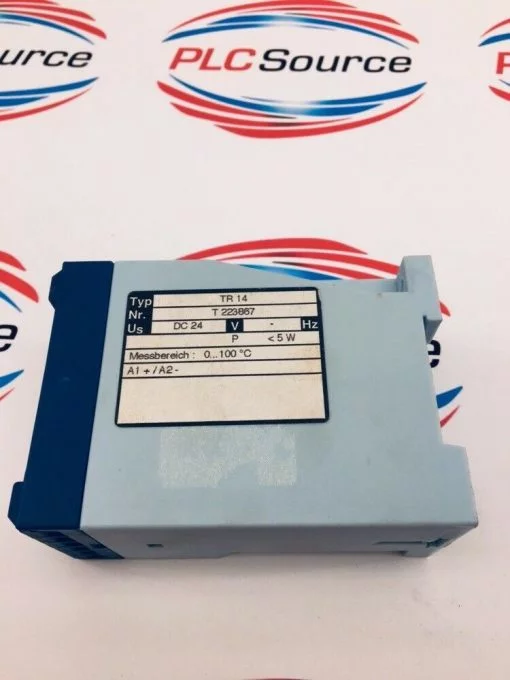 PLCSource
Typ TR 14
Nr. T 223867
Us DC 24 V - Hz
P < 5 W
Messbereich : 0...100 °C
A1 + / A2 -